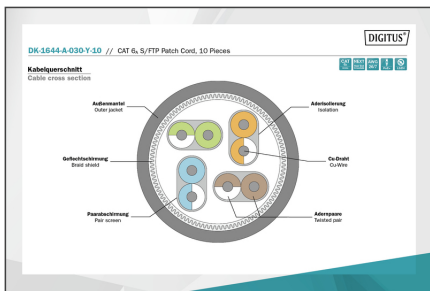 DIGITUS®
DK-1644-A-030-Y-10 // CAT 6A S/FTP Patch Cord, 10 Pieces
Kabelquerschnitt
Cable cross section
Außenmantel
Outer jacket
Aderisolierung
Isolation
Geflechtschirmung
Braid shield
Cu-Draht
Cu-Wire
Paarabschirmung
Pair screen
Aderpaare
Twisted pair